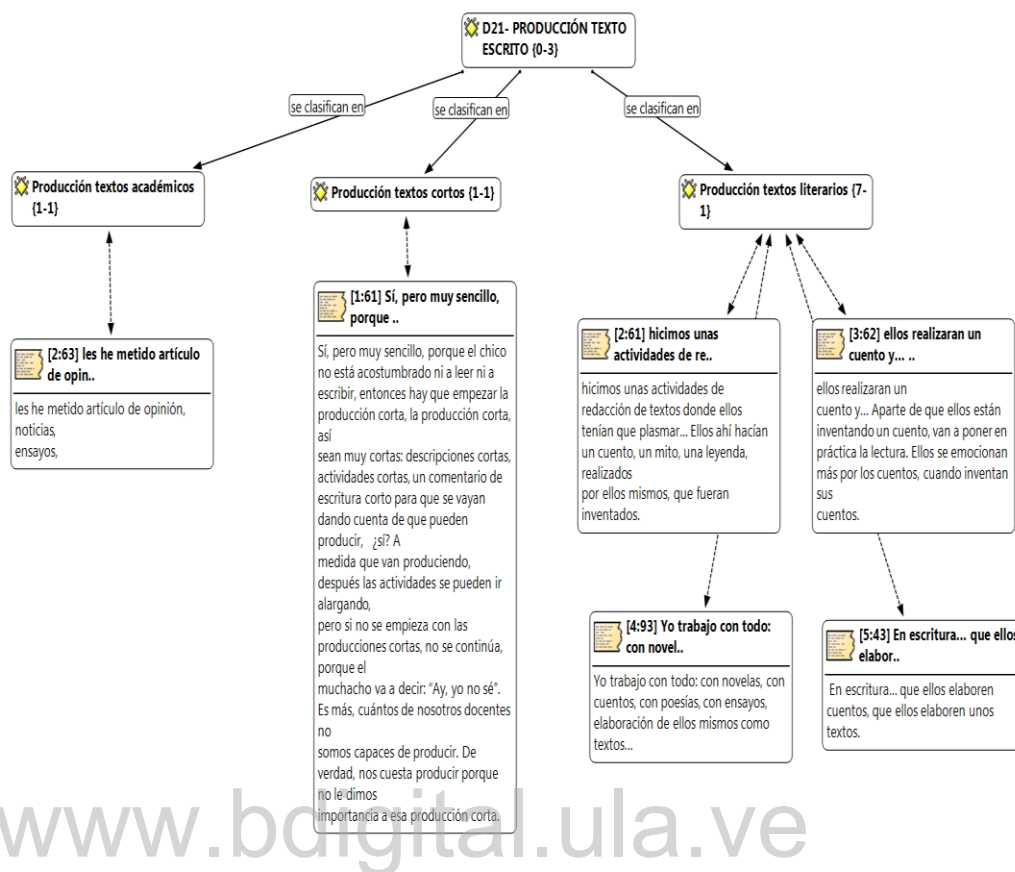 D21- PRODUCCIÓN TEXTO
ESCRITO {0-3}
se clasifican en
se clasifican en
se clasifican en
Producción textos académicos
{1-1}
Producción textos cortos {1-1}
Producción textos literarios {7-
1}
[2:63] les he metido artículo
de opin..
les he metido artículo de opinión,
noticias,
ensayos,
[1:61] Sí, pero muy sencillo,
porque ..
Sí, pero muy sencillo, porque el chico
no está acostumbrado ni a leer ni a
escribir, entonces hay que empezar la
producción corta, la producción corta,
así
sean muy cortas: descripciones cortas,
actividades cortas, un comentario de
escritura corto para que se vayan
dando cuenta de que pueden
producir, ¿sí? A
medida que van produciendo,
después las actividades se pueden ir
alargando,
pero si no se empieza con las
producciones cortas, no se continúa,
porque el
muchacho va a decir: “Ay, yo no sé”.
Es más, cuántos de nosotros docentes
no
somos capaces de producir. De
verdad, nos cuesta producir porque
no le dimos
importancia a esa producción corta.
[2:61] hicimos unas
actividades de re..
hicimos unas actividades de
redacción de textos donde ellos
tenían que plasmar... Ellos ahí hacían
un cuento, un mito, una leyenda,
realizados
por ellos mismos, que fueran
inventados.
[3:62] ellos realizaran un
cuento y... ..
ellos realizaran un
cuento y... Aparte de que ellos están
inventando un cuento, van a poner en
práctica la lectura. Ellos se emocionan
más por los cuentos, cuando inventan
sus
cuentos.
[4:93] Yo trabajo con todo:
con novel..
Yo trabajo con todo: con novelas, con
cuentos, con poesías, con ensayos,
elaboración de ellos mismos como
textos...
[5:43] En escritura... que ellos
elabor..
En escritura... que ellos elaboren
cuentos, que ellos elaboren unos
textos.
www.bdigital.ula.ve